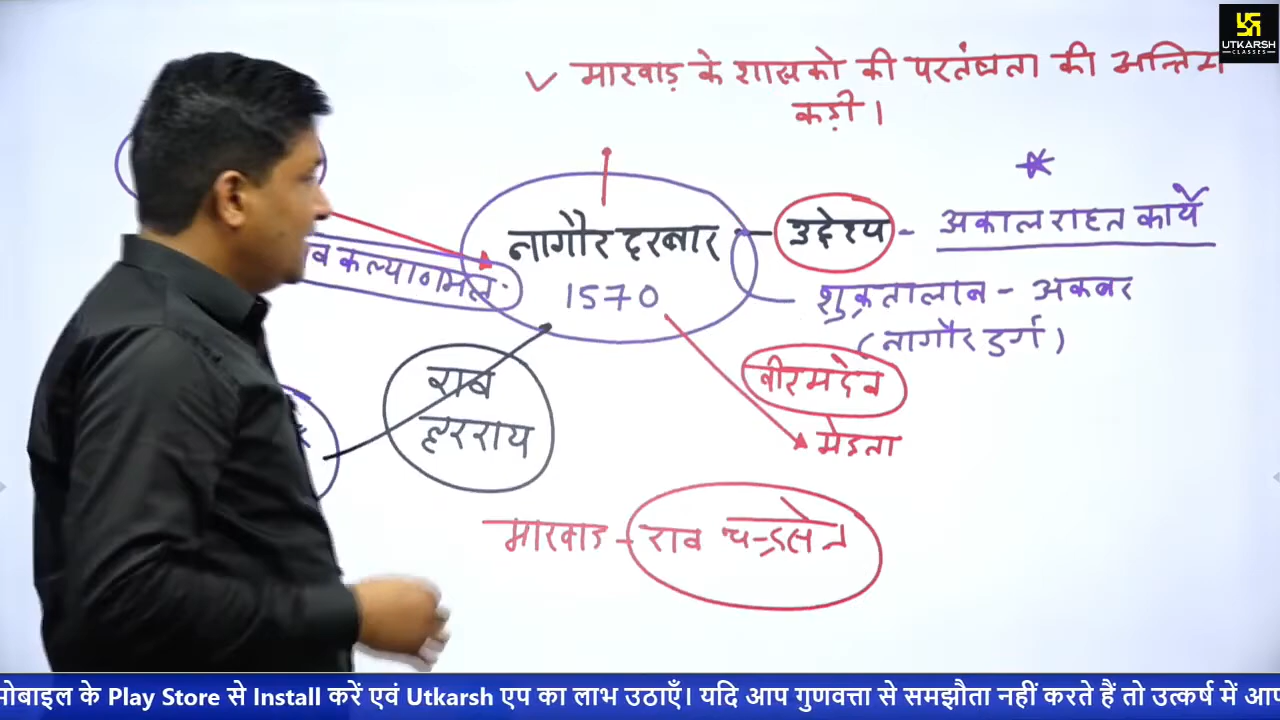 UTKARSH
CLASSES
✓ मारवाड़ के शासको की परतंत्रता की अन्तिम
कड़ी।
नागौर दरबार
1570
उद्देश्य - अकाल राहत कार्य
कल्याणमल
शुक्रतालाब - अकबर
(नागौर दुर्ग)
राव
हरराय
वीरमदेव
मेड़ता
मारवाड़ - राव चन्द्रसेन
मोबाइल के Play Store से Install करें एवं Utkarsh एप का लाभ उठाएँ। यदि आप गुणवत्ता से समझौता नहीं करते हैं तो उत्कर्ष में आप